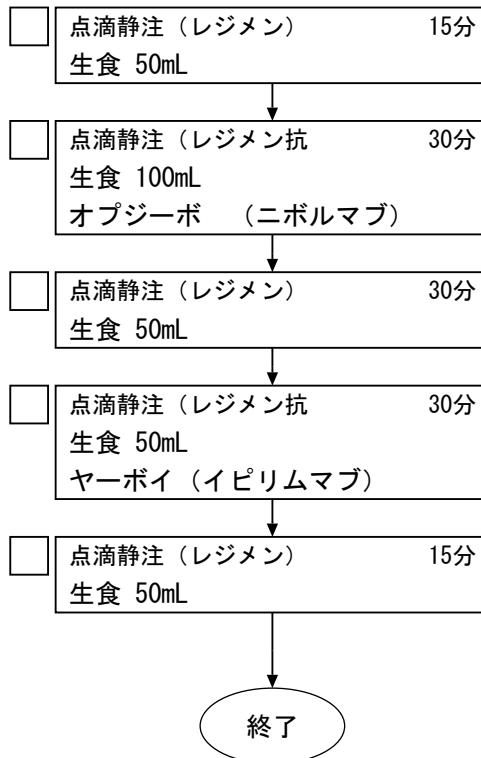 点滴静注（レジメン） 15分
生食 50mL
点滴静注（レジメン抗 30分
生食 100mL
オプジーボ （ニボルマブ）
点滴静注（レジメン） 30分
生食 50mL
点滴静注（レジメン抗 30分
生食 50mL
ヤーボイ（イピリムマブ）
点滴静注（レジメン） 15分
生食 50mL
終了